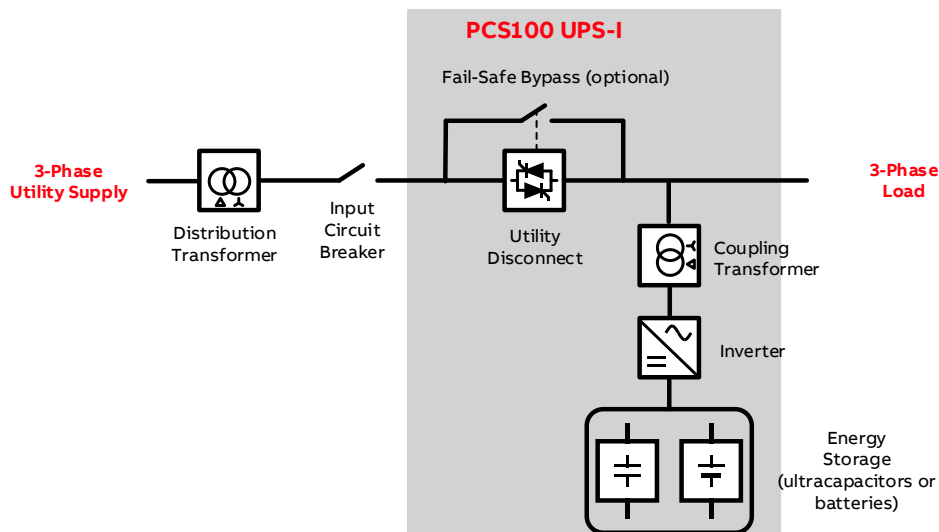 PCS100 UPS-I
Fail-Safe Bypass (optional)
3-Phase
Utility Supply
3-Phase
Load
Distribution
Transformer
Input
Circuit
Breaker
Utility
Disconnect
Coupling
Transformer
Inverter
Energy
Storage
(ultracapacitors or
batteries)